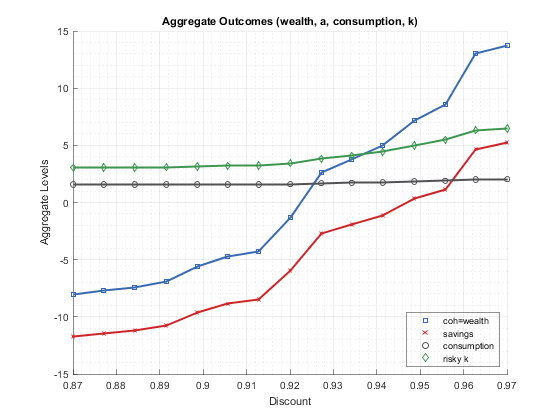 Aggregate Outcomes (wealth, a, consumption, k)
15
10
5
0
-5
-10
-15
Aggregate Levels
0.87 0.88 0.89 0.9 0.91 0.92 0.93 0.94 0.95 0.96 0.97
Discount
coh=wealth
savings
consumption
risky k